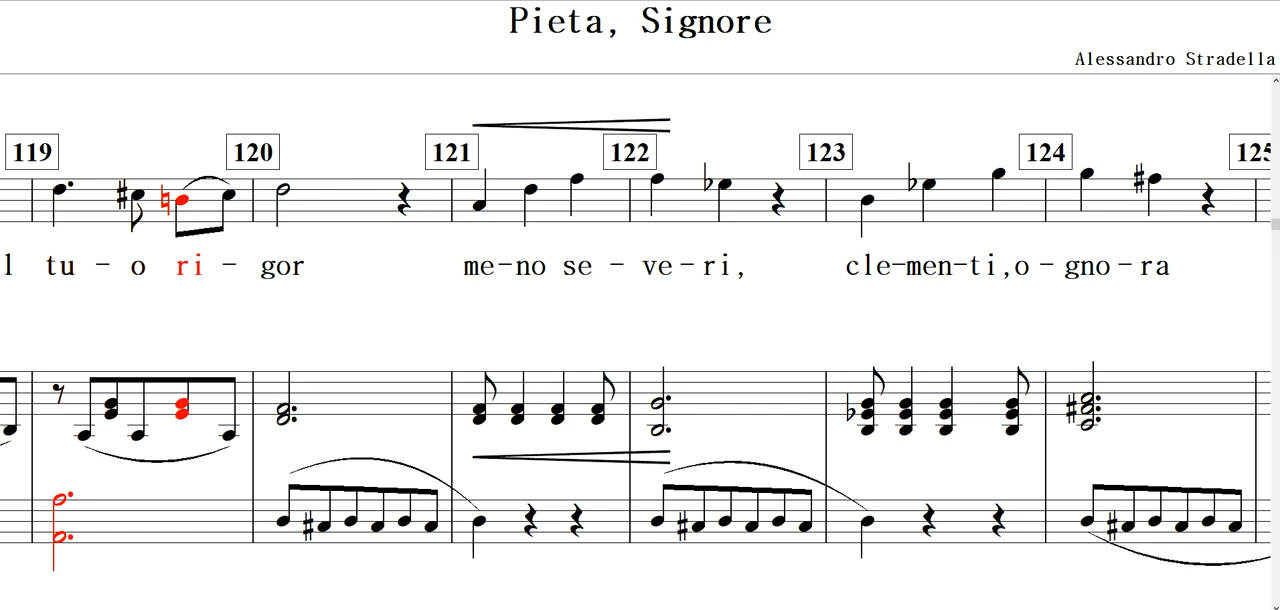 Pieta, Signore
Alessandro Stradella
119 120 121 122 123 124 125
l tu - o ri - gor me-no se - ve-ri, cle-men-ti,o-gno-ra